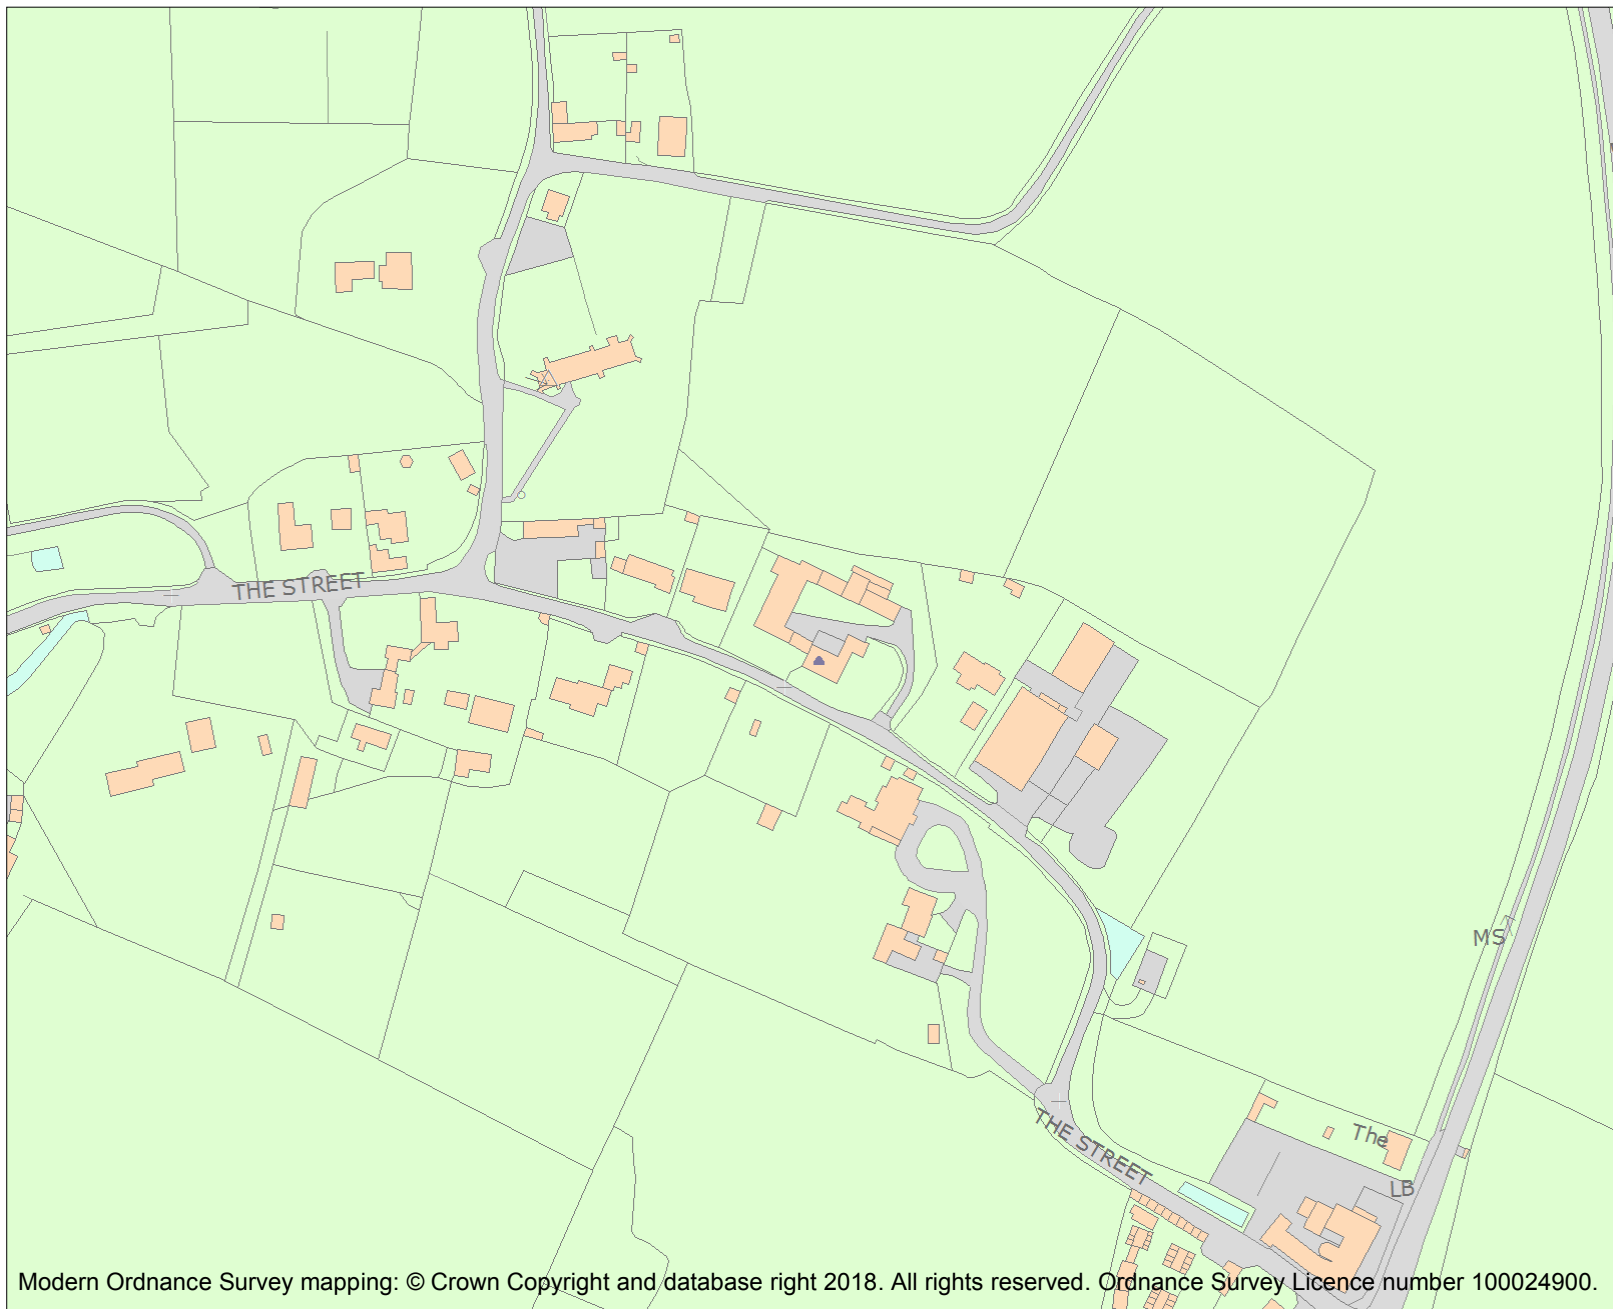 THE STREET
MS
THE STREET
The
LB
Modern Ordnance Survey mapping: © Crown Copyright and database right 2018. All rights reserved. Ordnance Survey Licence number 100024900.